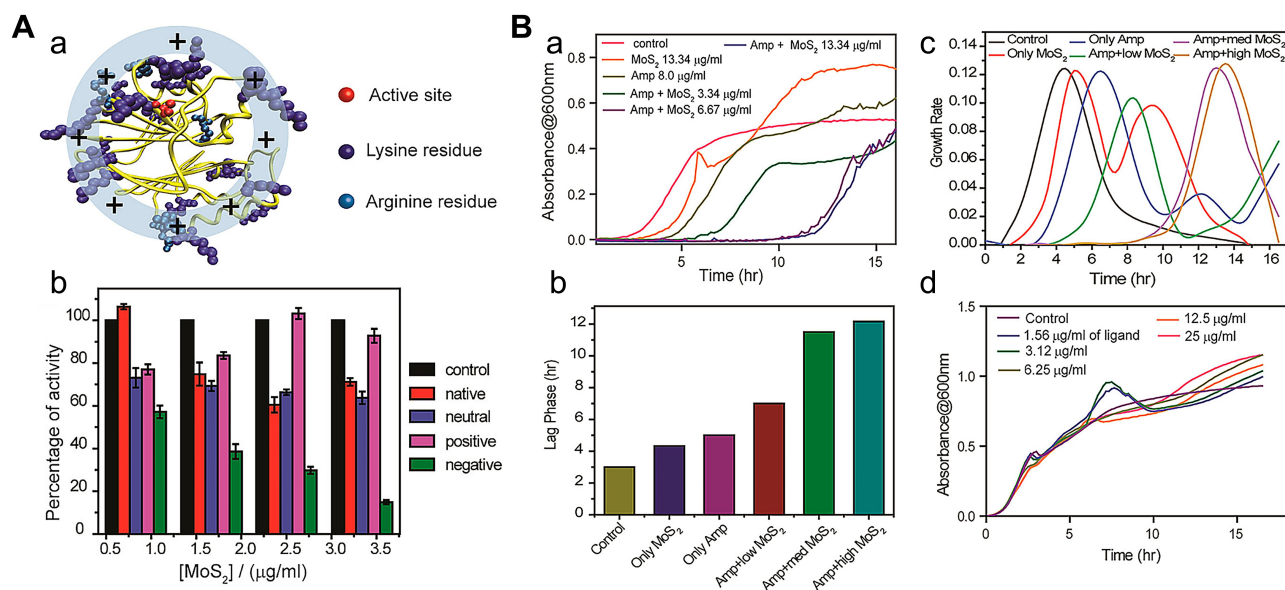 A
a
+ + + + + + +
Active site
Lysine residue
Arginine residue
b
Percentage of activity
100
80
60
40
20
0
0.5 1.0 1.5 2.0 2.5 3.0 3.5
[MoS₂] / (μg/ml)
control
native
neutral
positive
negative
B
a
Absorbance@600nm
0.8
0.6
0.4
0.2
0.0
5 10 15
Time (hr)
control
MoS₂ 13.34 μg/ml
Amp 8.0 μg/ml
Amp + MoS₂ 3.34 μg/ml
Amp + MoS₂ 6.67 μg/ml
Amp + MoS₂ 13.34 μg/ml
b
Lag Phase (hr)
12
10
8
6
4
2
0
Control
Only MoS₂
Only Amp
Amp+low MoS₂
Amp+med MoS₂
Amp+high MoS₂
c
Growth Rate
0.14
0.12
0.10
0.08
0.06
0.04
0.02
0.00
0 2 4 6 8 10 12 14 16
Time (hr)
Control
Only MoS₂
Only Amp
Amp+low MoS₂
Amp+med MoS₂
Amp+high MoS₂
d
Absorbance@600nm
1.5
1.0
0.5
0.0
0 5 10 15
Time (hr)
Control
1.56 μg/ml of ligand
3.12 μg/ml
6.25 μg/ml
12.5 μg/ml
25 μg/ml